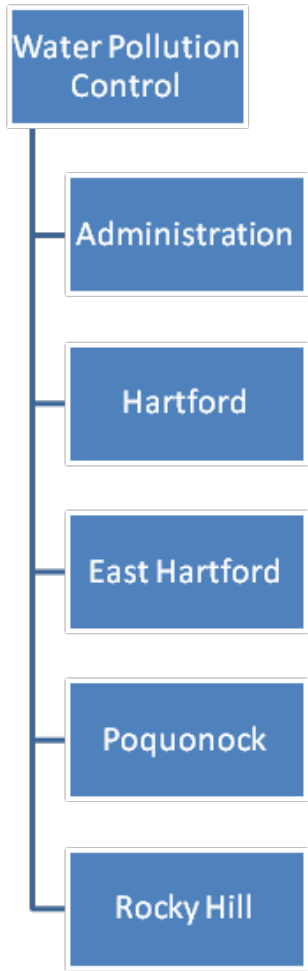 Water Pollution
Control
Administration
Hartford
East Hartford
Poquonock
Rocky Hill